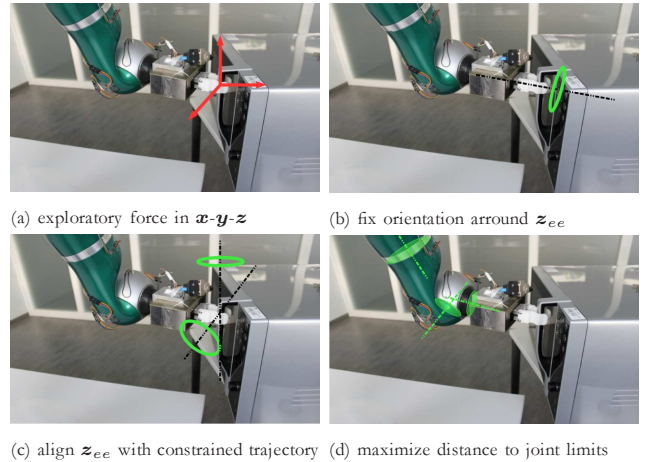 (a) exploratory force in x-y-z
(b) fix orientation arround z_ee
(c) align z_ee with constrained trajectory
(d) maximize distance to joint limits